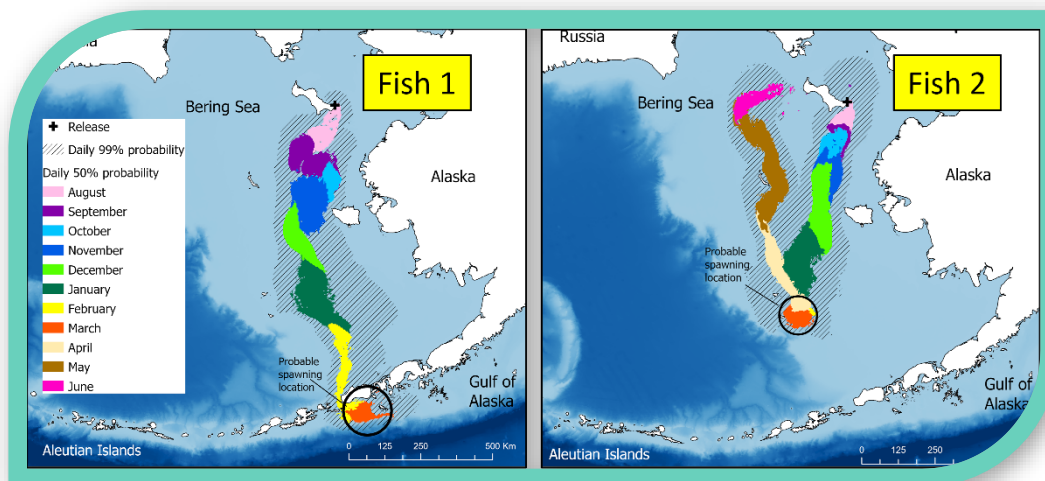 Fish 1
Bering Sea
Alaska
Release
Daily 99% probability
Daily 50% probability
August
September
October
November
December
January
February
March
April
May
June
Probable
spawning
location
Gulf of
Alaska
0 125 250 500 Km
Aleutian Islands
Russia
Fish 2
Bering Sea
Alaska
Probable
spawning
location
Gulf of
Alaska
0 125 250
Aleutian Islands